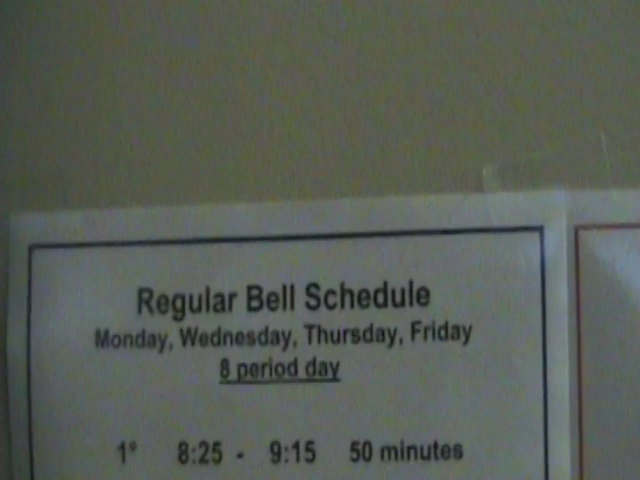 Regular Bell Schedule
Monday, Wednesday, Thursday, Friday
8 period day
1° 8:25 - 9:15 50 minutes